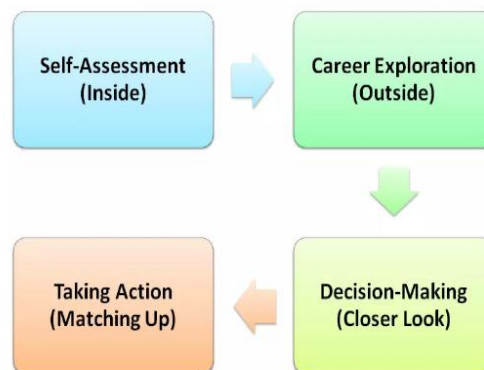 Self-Assessment
(Inside)
Career Exploration
(Outside)
Decision-Making
(Closer Look)
Taking Action
(Matching Up)